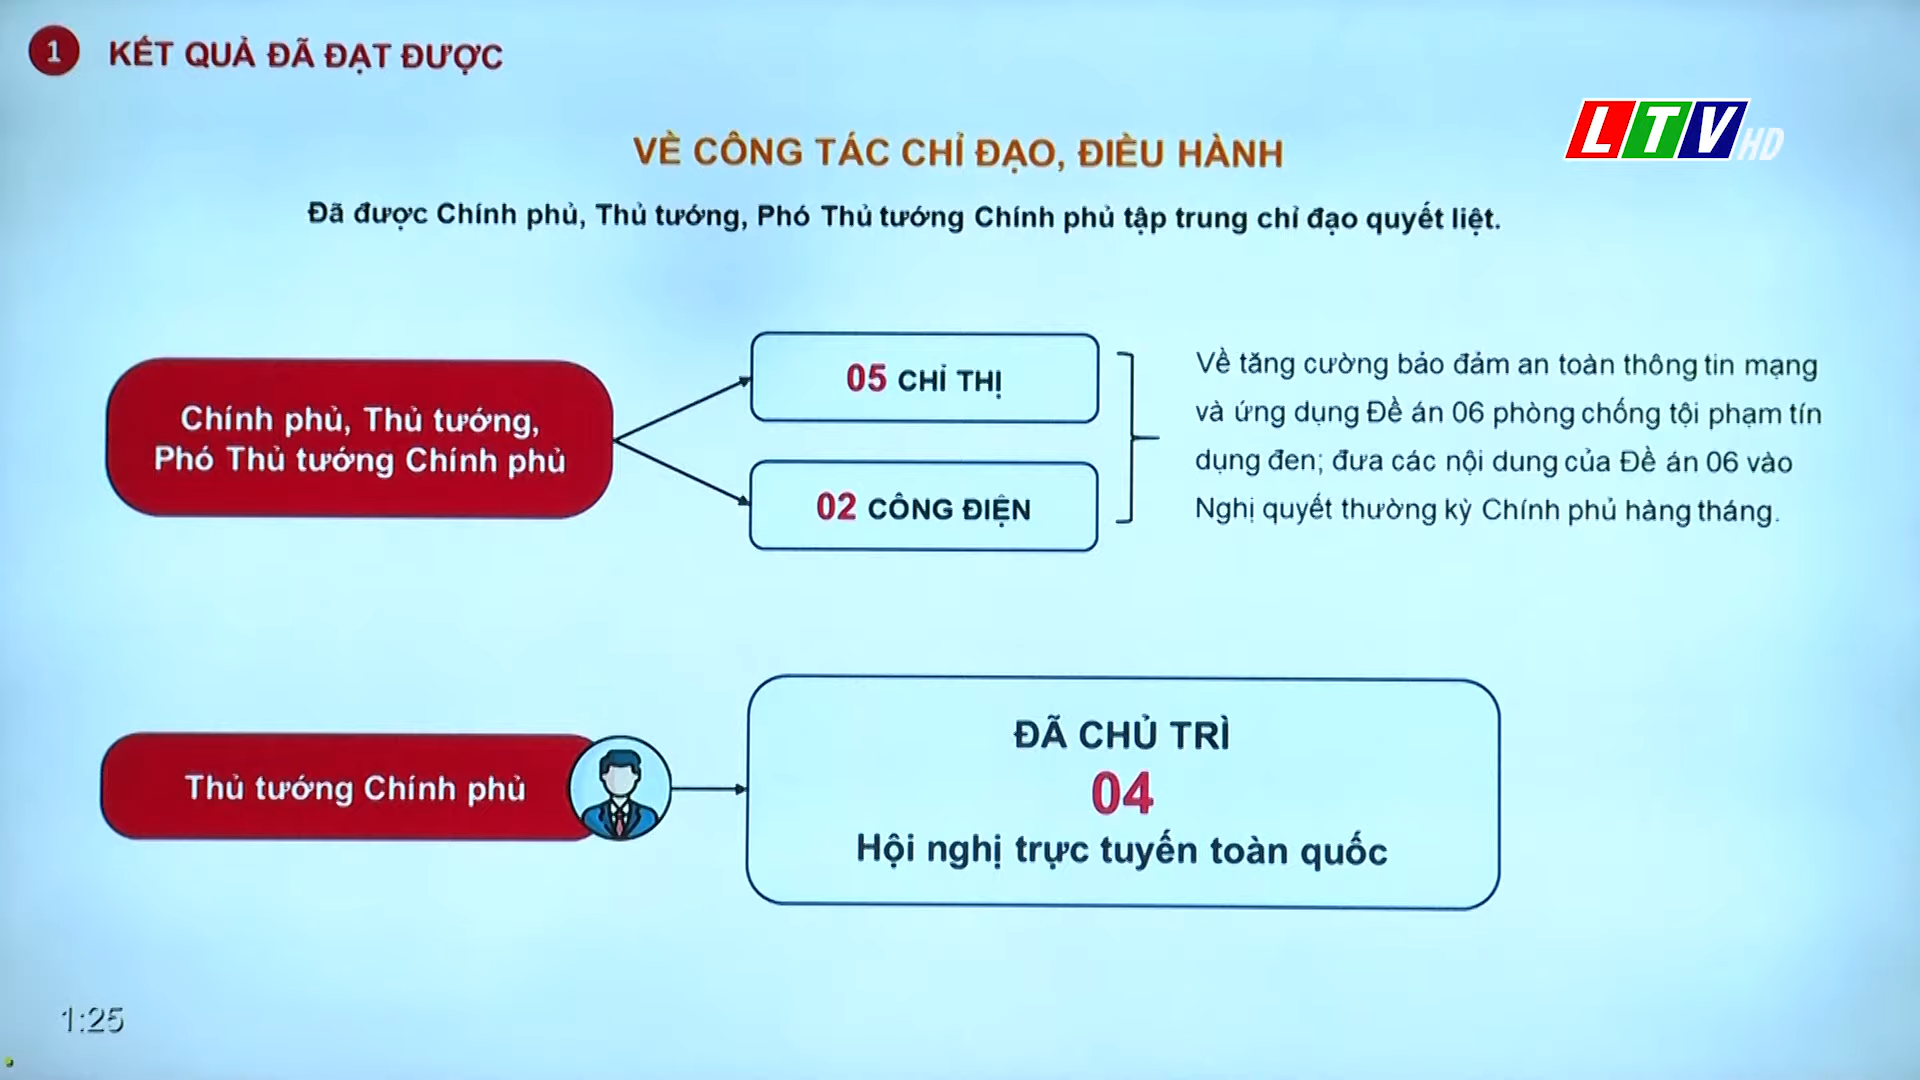 1 KẾT QUẢ ĐÃ ĐẠT ĐƯỢC
LTV HD
VỀ CÔNG TÁC CHỈ ĐẠO, ĐIỀU HÀNH
Đã được Chính phủ, Thủ tướng, Phó Thủ tướng Chính phủ tập trung chỉ đạo quyết liệt.
Chính phủ, Thủ tướng,
Phó Thủ tướng Chính phủ
05 CHỈ THỊ
02 CÔNG ĐIỆN
Về tăng cường bảo đảm an toàn thông tin mạng
và ứng dụng Đề án 06 phòng chống tội phạm tín
dụng đen; đưa các nội dung của Đề án 06 vào
Nghị quyết thường kỳ Chính phủ hàng tháng.
Thủ tướng Chính phủ
ĐÃ CHỦ TRÌ
04
Hội nghị trực tuyến toàn quốc
1:25